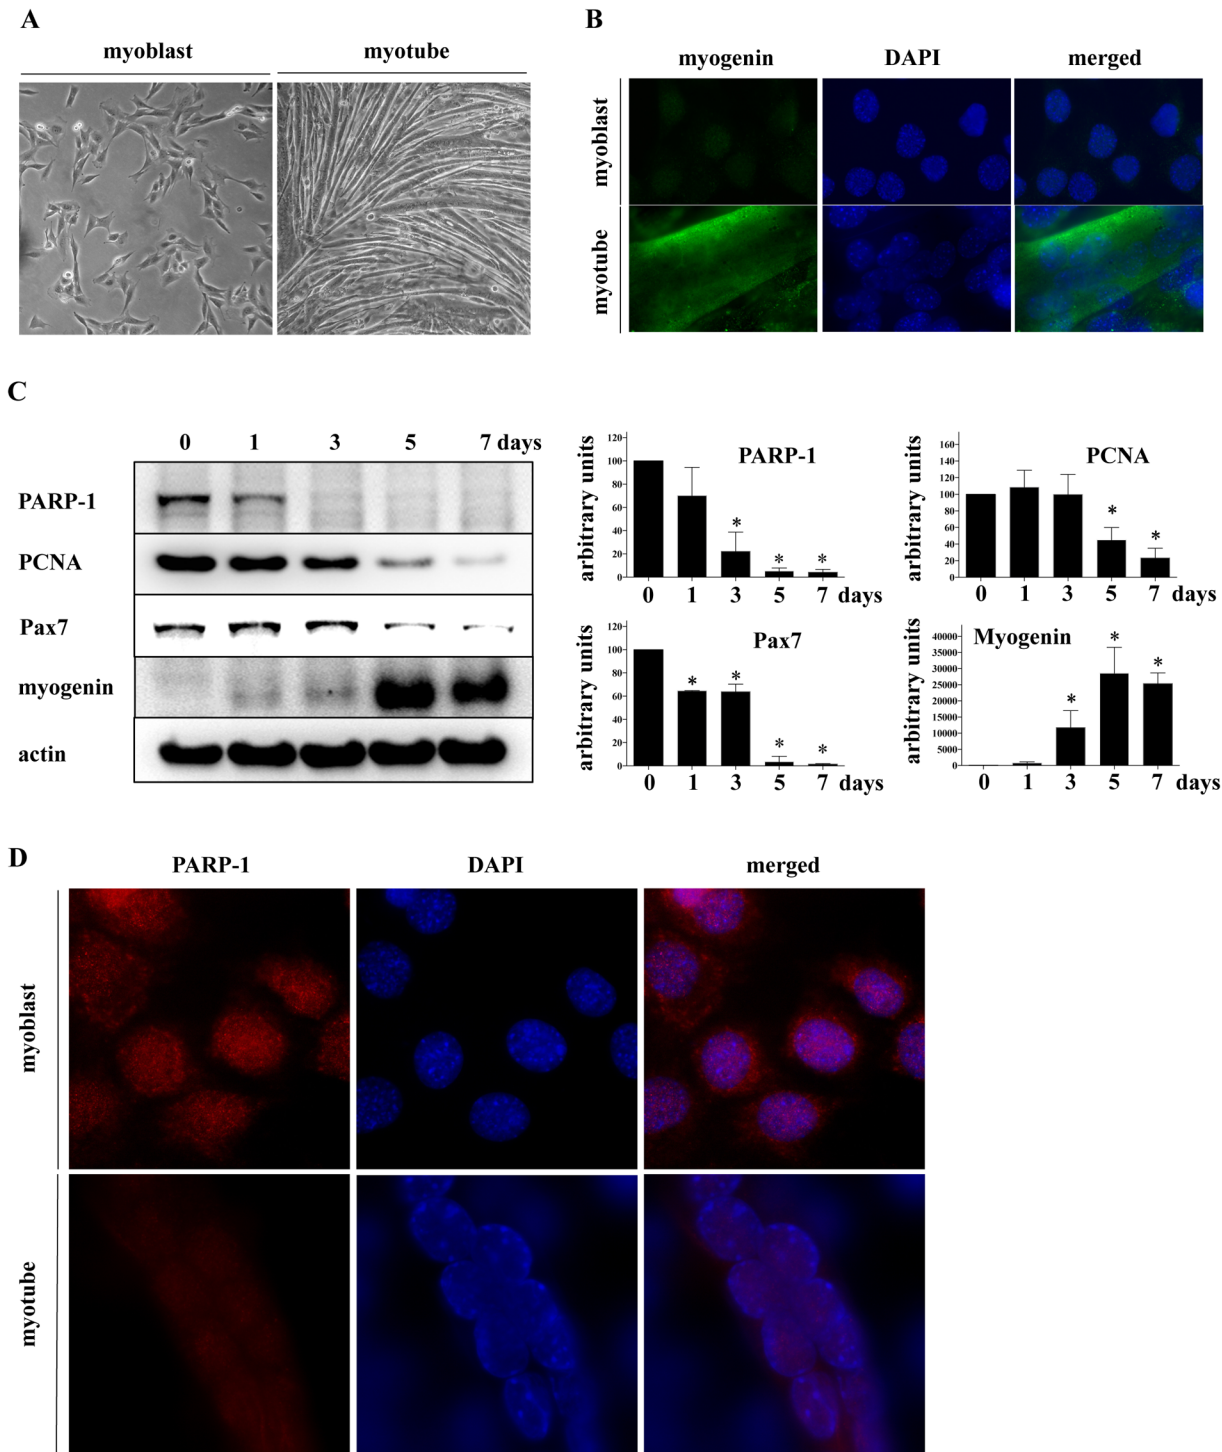 A
myoblast myotube
B
myogenin DAPI merged
myoblast
myotube
C
0 1 3 5 7 days
PARP-1
PCNA
Pax7
myogenin
actin
PARP-1
arbitrary units
120
100
80
60
40
20
0
*
*
*
0 1 3 5 7 days
PCNA
arbitrary units
160
140
120
100
80
60
40
20
0
*
*
0 1 3 5 7 days
Pax7
arbitrary units
120
100
80
60
40
20
0
*
*
*
*
0 1 3 5 7 days
Myogenin
arbitrary units
40000
35000
30000
25000
20000
15000
10000
5000
0
*
*
*
0 1 3 5 7 days
D
PARP-1 DAPI merged
myoblast
myotube